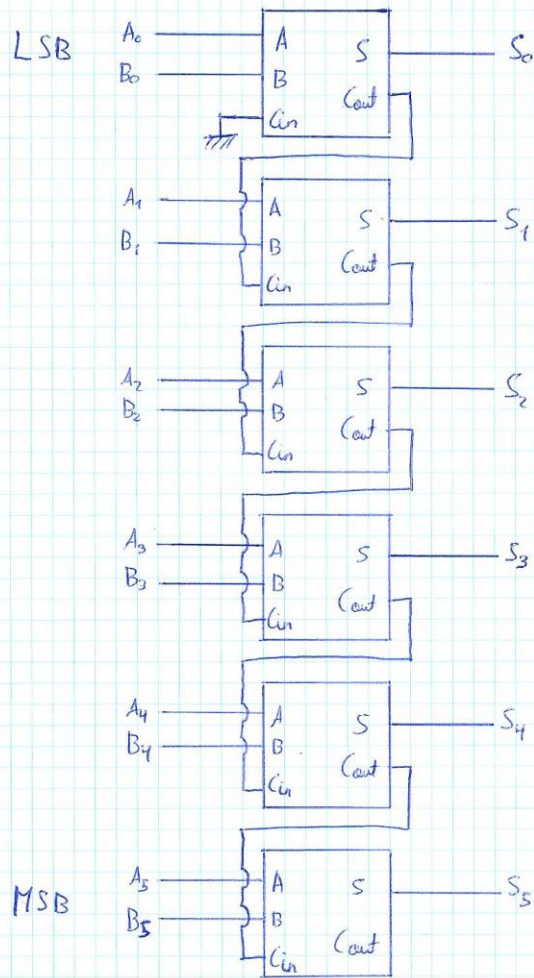 LSB
A₀ A S S₀
B₀ B
Cout
Cin
A₁ A S S₁
B₁ B
Cout
Cin
A₂ A S S₂
B₂ B
Cout
Cin
A₃ A S S₃
B₃ B
Cout
Cin
A₄ A S S₄
B₄ B
Cout
Cin
MSB
A₅ A S S₅
B₅ B
Cout
Cin